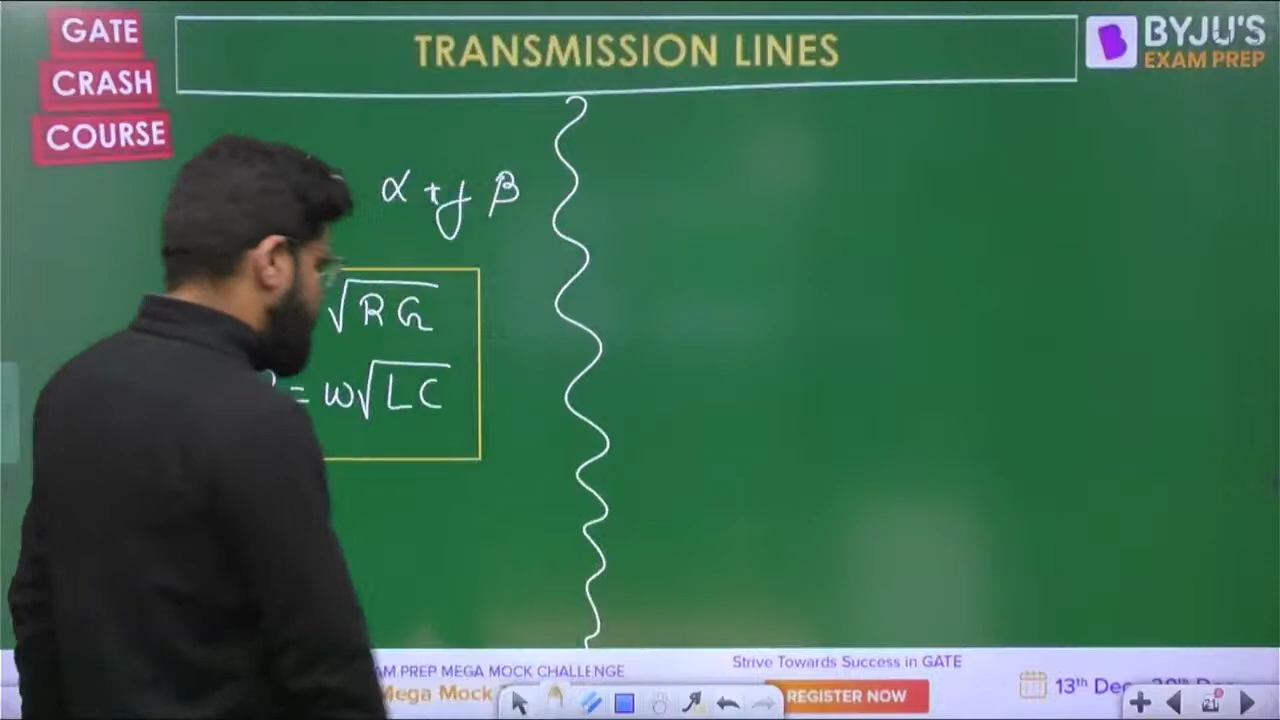 GATE
CRASH
COURSE
TRANSMISSION LINES
BYJU'S
EXAM PREP
α + j β
√RG
= ω√LC
AM PREP MEGA MOCK CHALLENGE
Mega Mock
Strive Towards Success in GATE
REGISTER NOW
13th Dec
21